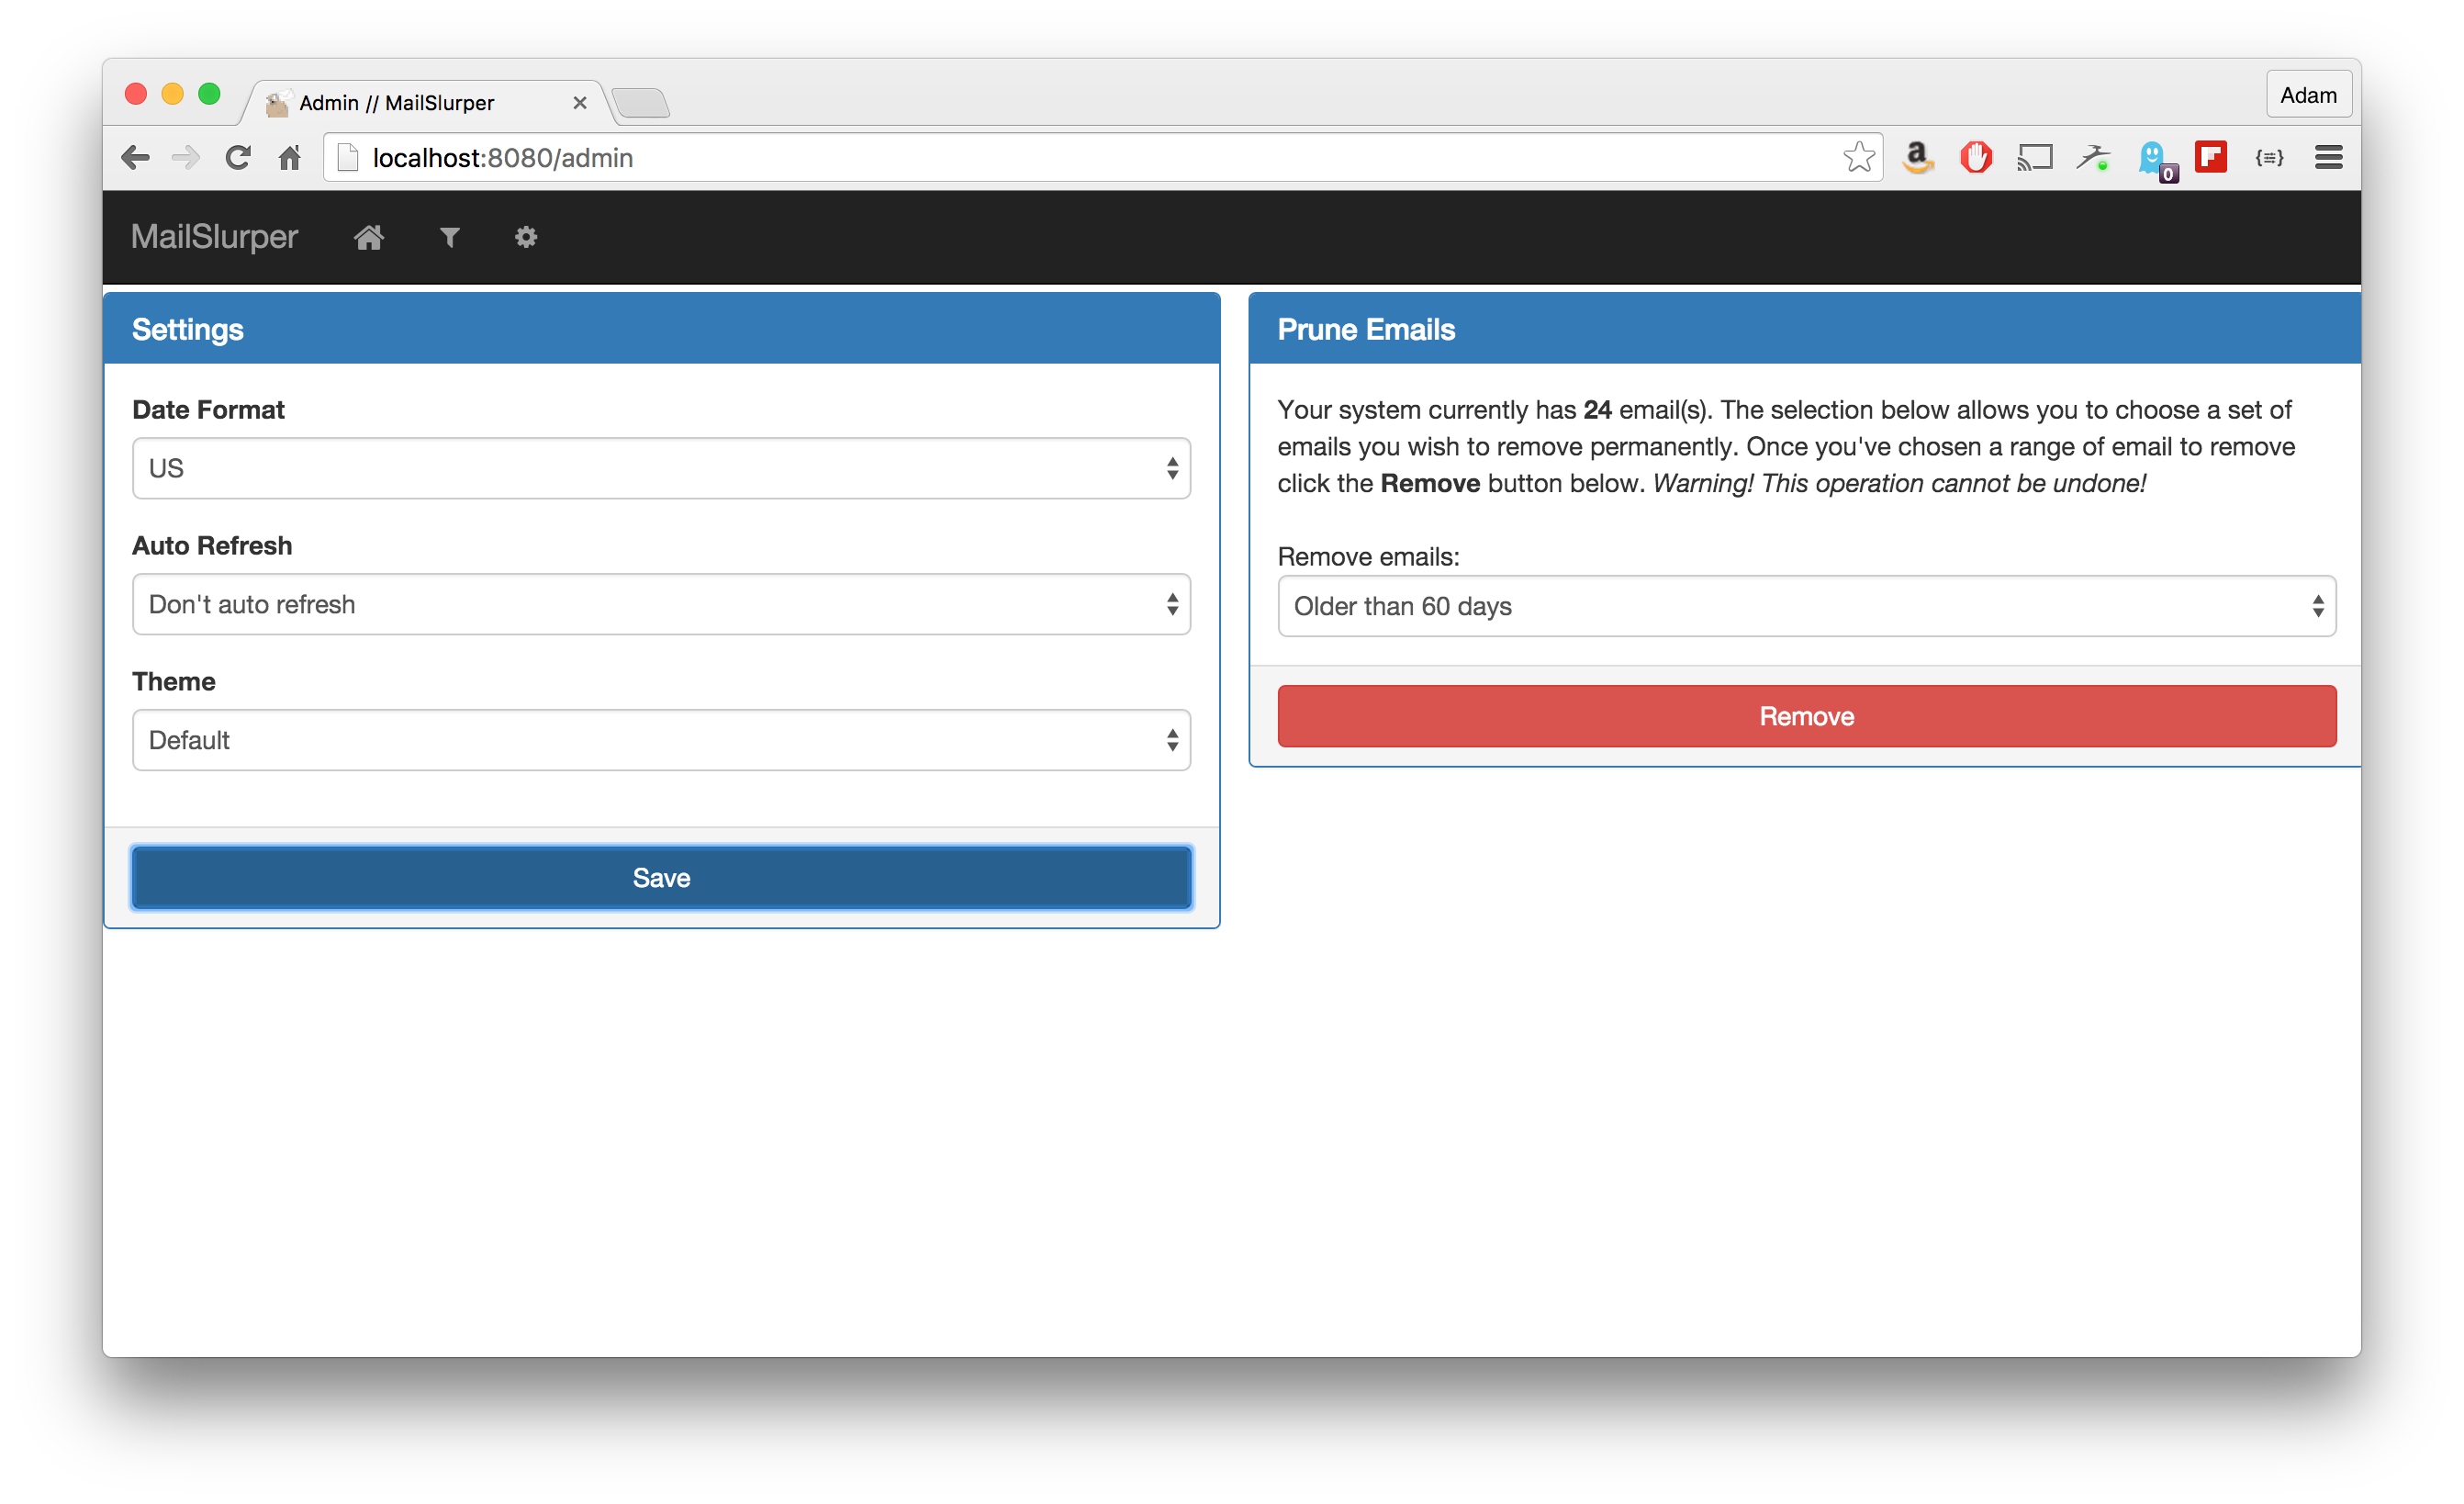 Admin // MailSlurper
Adam
localhost:8080/admin
0
MailSlurper
Settings
Date Format
US
Auto Refresh
Don't auto refresh
Theme
Default
Save
Prune Emails
Your system currently has 24 email(s). The selection below allows you to choose a set of
emails you wish to remove permanently. Once you've chosen a range of email to remove
click the Remove button below. Warning! This operation cannot be undone!
Remove emails:
Older than 60 days
Remove